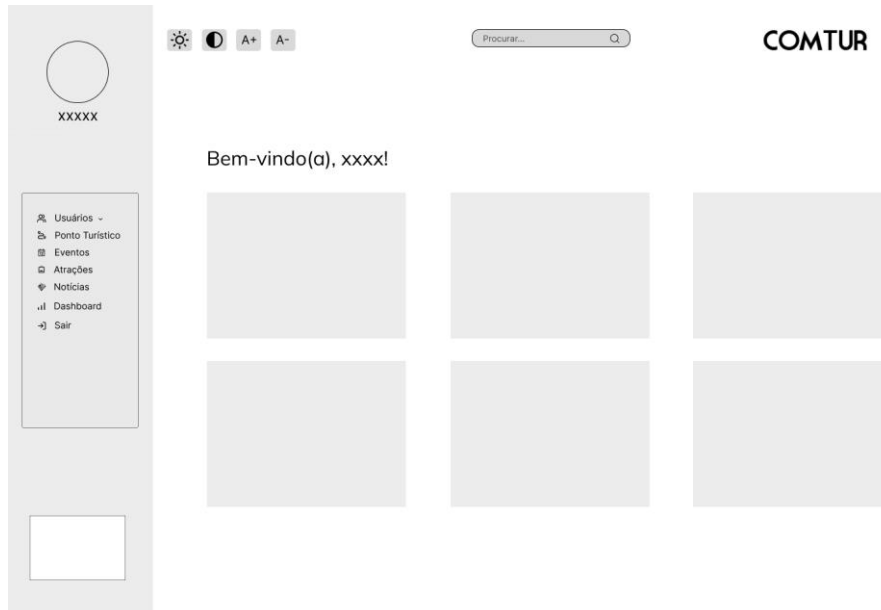 A+ A-
Procurar...
COMTUR
xxxxx
Bem-vindo(a), xxxx!
Usuários
Ponto Turístico
Eventos
Atrações
Notícias
Dashboard
Sair